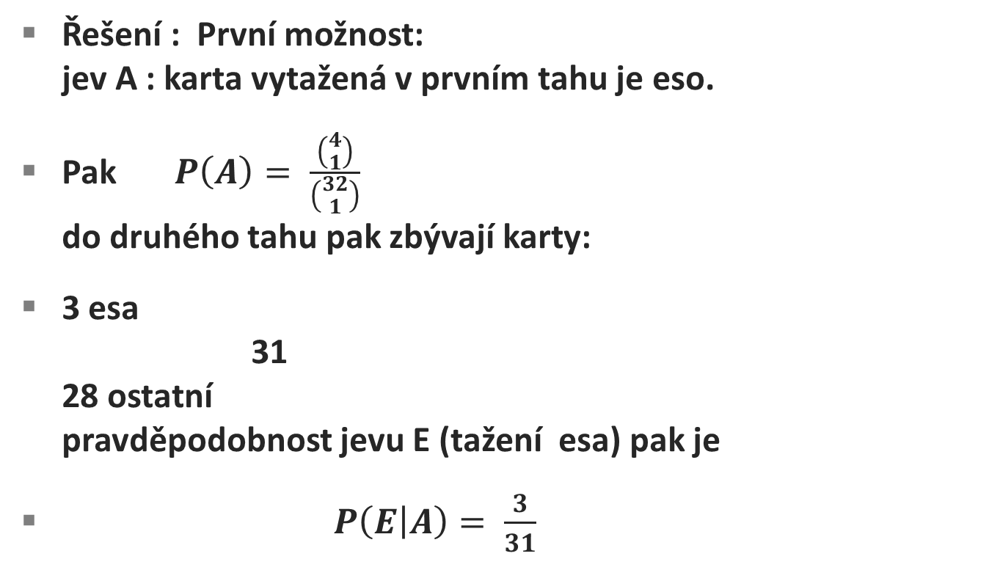 ▪ Řešení : První možnost:
jev A : karta vytažená v prvním tahu je eso.
▪ Pak P(A) = \frac{\binom{4}{1}}{\binom{32}{1}}
do druhého tahu pak zbývají karty:
▪ 3 esa
31
28 ostatní
pravděpodobnost jevu E (tažení esa) pak je
▪ P(E|A) = \frac{3}{31}